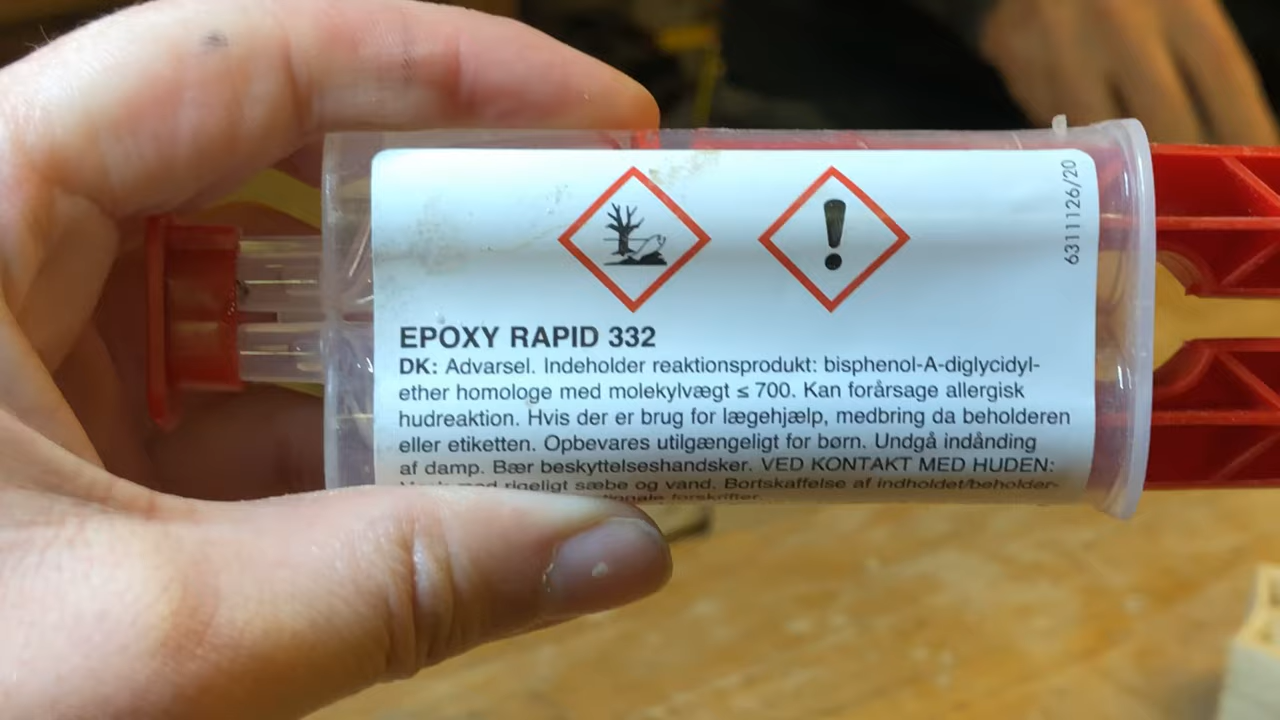 6311126/20
EPOXY RAPID 332
DK: Advarsel. Indeholder reaktionsprodukt: bisphenol-A-diglycidyl-
ether homologe med molekylvægt ≤ 700. Kan forårsage allergisk
hudreaktion. Hvis der er brug for lægehjælp, medbring da beholderen
eller etiketten. Opbevares utilgængeligt for børn. Undgå indånding
af damp. Bær beskyttelseshandsker. VED KONTAKT MED HUDEN:
med rigeligt sæbe og vand. Bortskaffelse af indholdet/beholder-
forskrifter.